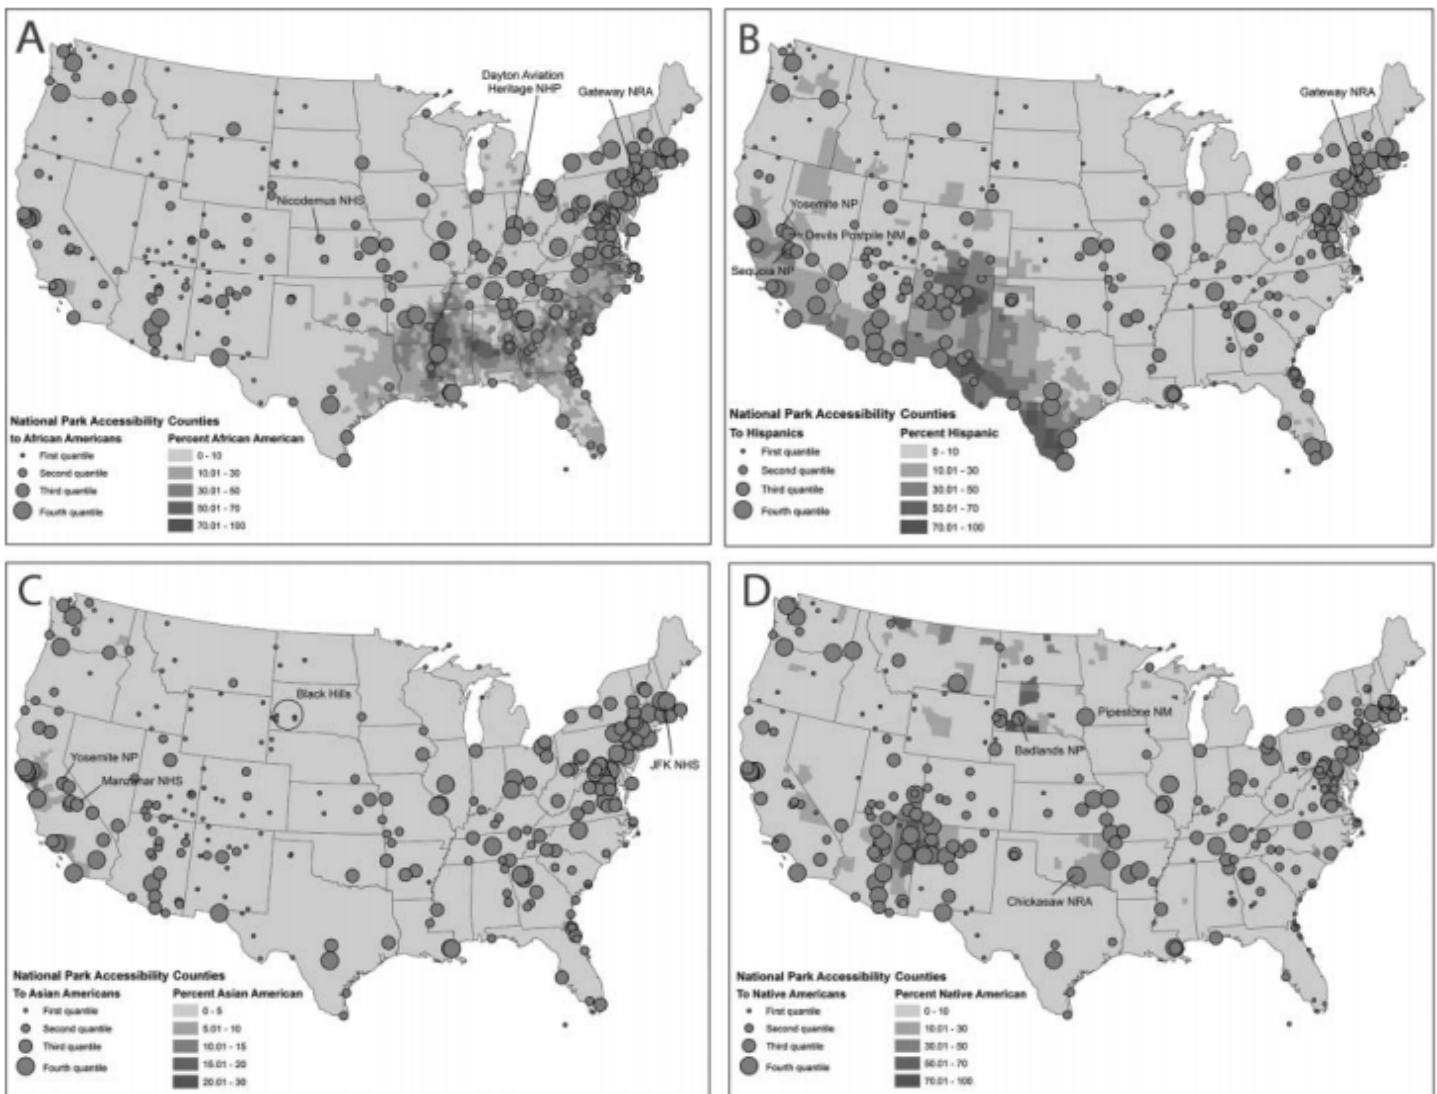 A
Dayton Aviation
Heritage NHP
Gateway NRA
Nicodemus NHS
National Park Accessibility Counties
to African Americans Percent African American
First quantile 0 - 10
Second quantile 10.01 - 30
Third quantile 30.01 - 50
Fourth quantile 50.01 - 70
70.01 - 100
B
Gateway NRA
Yosemite NP
Devils Postpile NM
Sequoia NP
National Park Accessibility Counties
To Hispanics Percent Hispanic
First quantile 0 - 10
Second quantile 10.01 - 30
Third quantile 30.01 - 50
Fourth quantile 50.01 - 70
70.01 - 100
C
Black Hills
Yosemite NP
Manzanar NHS
JFK NHS
National Park Accessibility Counties
To Asian Americans Percent Asian American
First quantile 0 - 5
Second quantile 5.01 - 10
Third quantile 10.01 - 15
Fourth quantile 15.01 - 20
20.01 - 30
D
Pipestone NM
Badlands NP
Chickasaw NRA
National Park Accessibility Counties
To Native Americans Percent Native American
First quantile 0 - 10
Second quantile 10.01 - 30
Third quantile 30.01 - 50
Fourth quantile 50.01 - 70
70.01 - 100